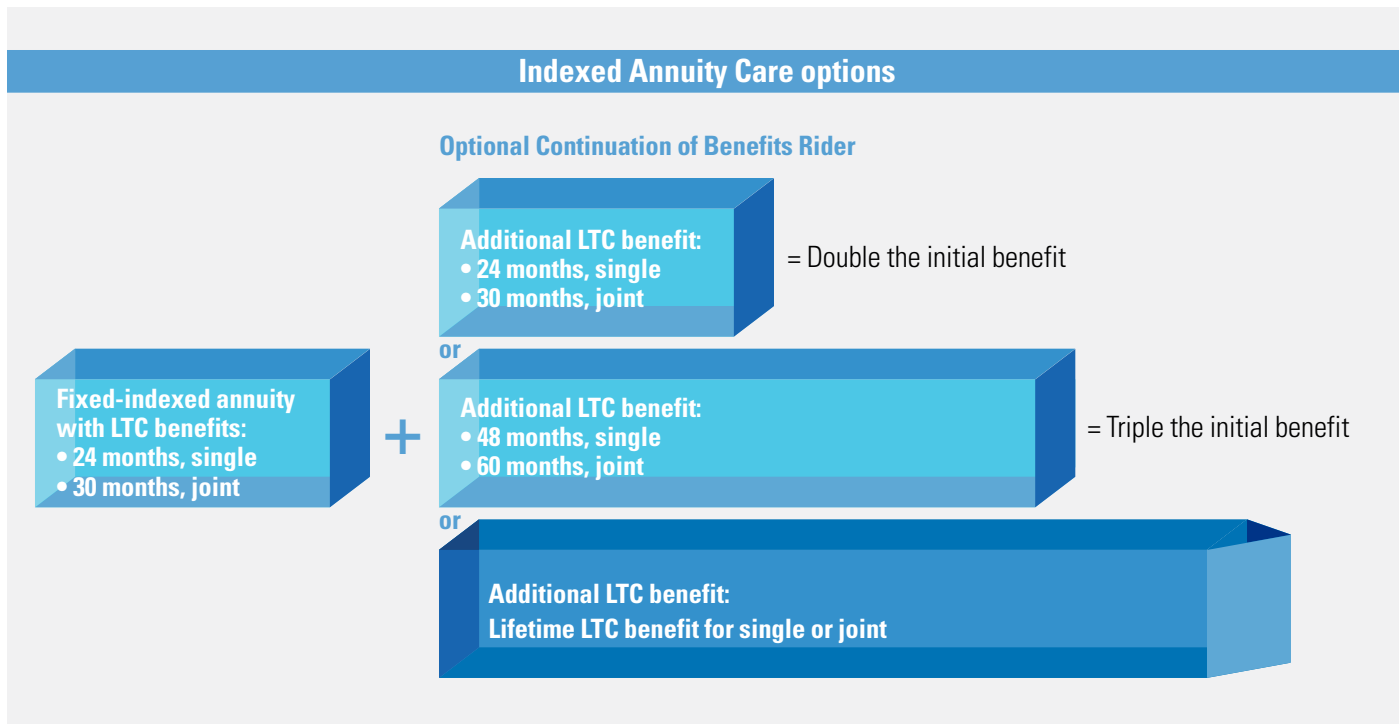 Indexed Annuity Care options
Optional Continuation of Benefits Rider
Additional LTC benefit:
• 24 months, single
• 30 months, joint
= Double the initial benefit
or
Fixed-indexed annuity
with LTC benefits:
• 24 months, single
• 30 months, joint
+
Additional LTC benefit:
• 48 months, single
• 60 months, joint
= Triple the initial benefit
or
Additional LTC benefit:
Lifetime LTC benefit for single or joint